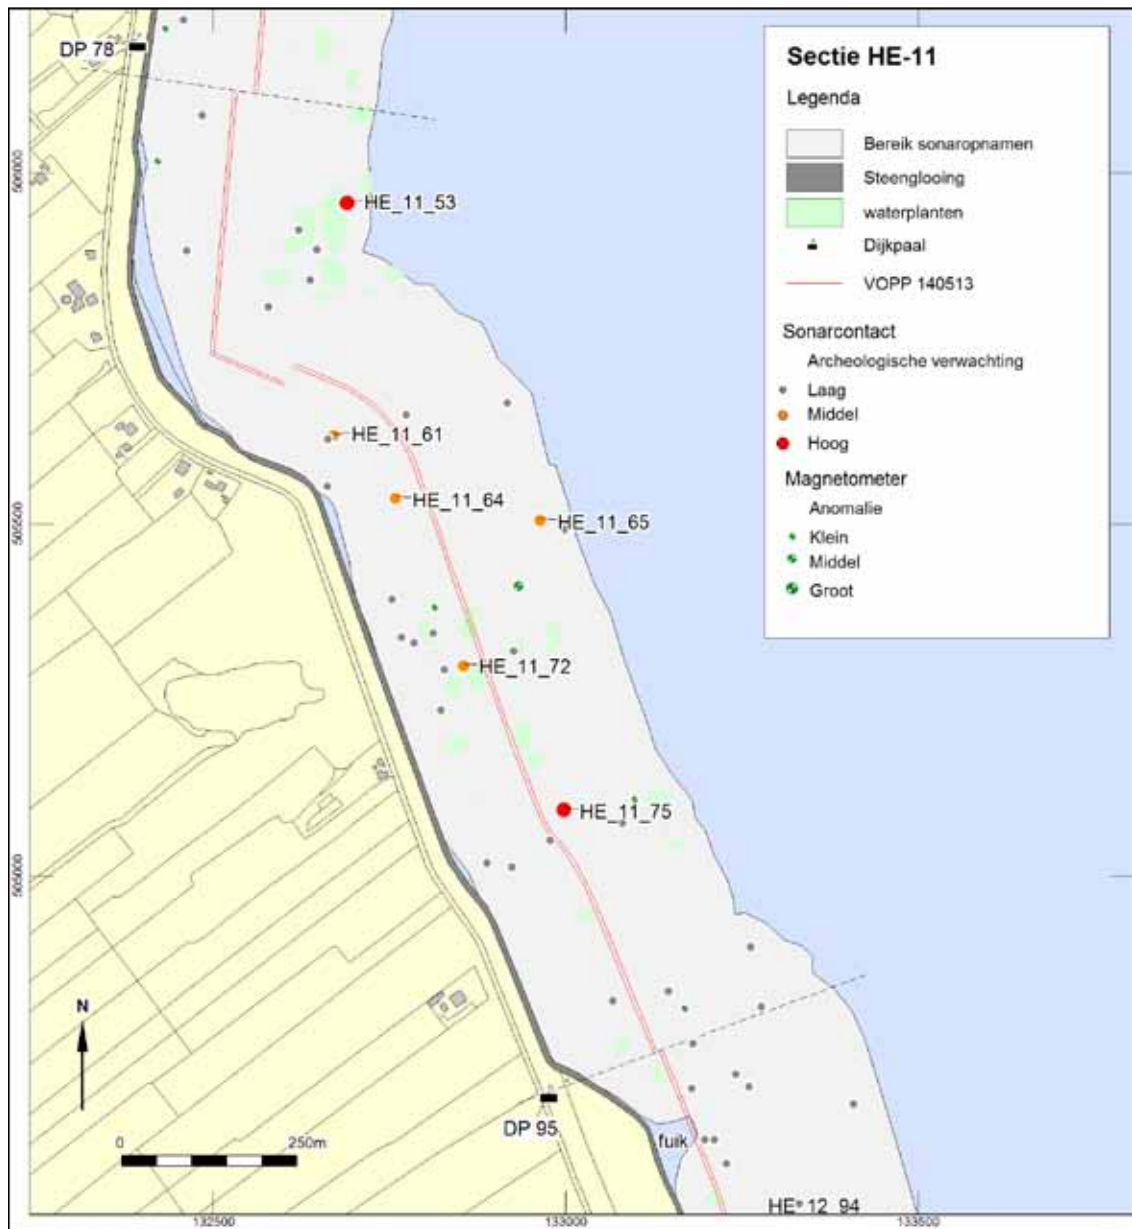 DP 78
Sectie HE-11
Legenda
Bereik sonaropnamen
Steenglooing
waterplanten
Dijkpaal
VOPP 140513
Sonarcontact
Archeologische verwachting
Laag
Middel
Hoog
Magnetometer
Anomalie
Klein
Middel
Groot
506000
HE_11_53
HE_11_61
HE_11_64
505500
HE_11_65
HE_11_72
HE_11_75
505000
N
0 250m
DP 95
fuik
HE 12_94
132500 133000 133500